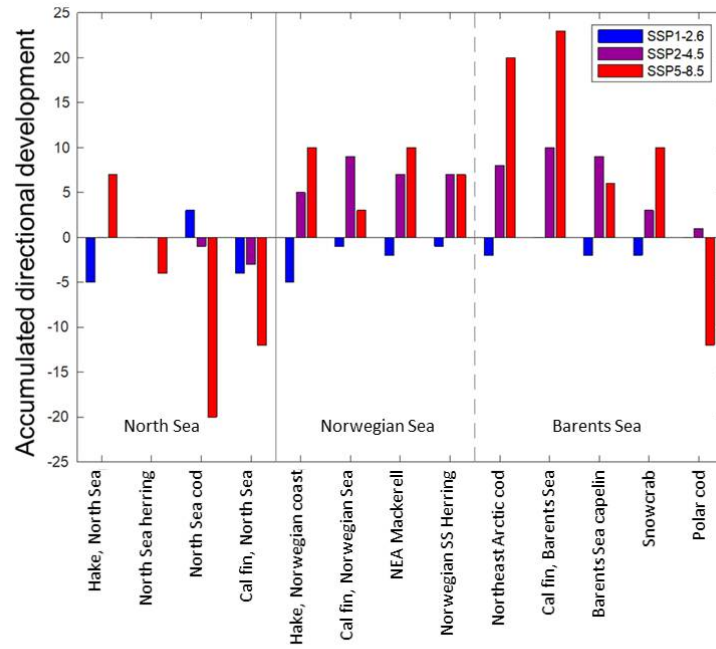 Accumulated directional development
25
20
15
10
5
0
-5
-10
-15
-20
-25
SSP1-2.6
SSP2-4.5
SSP5-8.5
North Sea
Norwegian Sea
Barents Sea
Hake, North Sea
North Sea herring
North Sea cod
Cal fin, North Sea
Hake, Norwegian coast
Cal fin, Norwegian Sea
NEA Mackerell
Norwegian SS Herring
Northeast Arctic cod
Cal fin, Barents Sea
Barents Sea capelin
Snowcrab
Polar cod